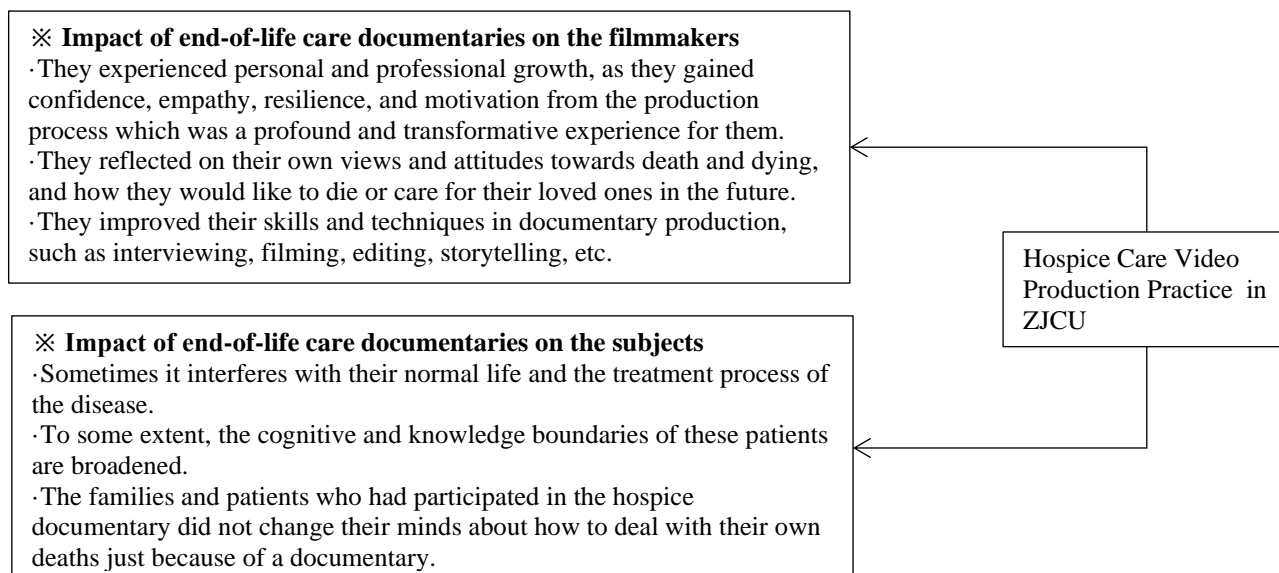 ※ Impact of end-of-life care documentaries on the filmmakers
·They experienced personal and professional growth, as they gained
confidence, empathy, resilience, and motivation from the production
process which was a profound and transformative experience for them.
·They reflected on their own views and attitudes towards death and dying,
and how they would like to die or care for their loved ones in the future.
·They improved their skills and techniques in documentary production,
such as interviewing, filming, editing, storytelling, etc.
Hospice Care Video
Production Practice in
ZJCU
※ Impact of end-of-life care documentaries on the subjects
·Sometimes it interferes with their normal life and the treatment process of
the disease.
·To some extent, the cognitive and knowledge boundaries of these patients
are broadened.
·The families and patients who had participated in the hospice
documentary did not change their minds about how to deal with their own
deaths just because of a documentary.